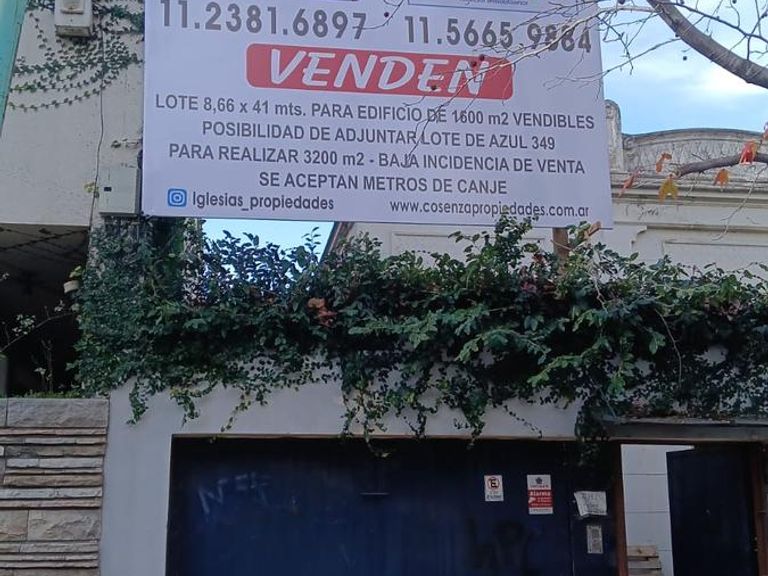 11.2381.6897 11.5665 9884
VENDEN
LOTE 8,66 x 41 mts. PARA EDIFICIO DE 1600 m2 VENDIBLES
POSIBILIDAD DE ADJUNTAR LOTE DE AZUL 349
PARA REALIZAR 3200 m2 - BAJA INCIDENCIA DE VENTA
SE ACEPTAN METROS DE CANJE
Iglesias_propiedades www.cosenzapropiedades.com.ar
E
Alarma